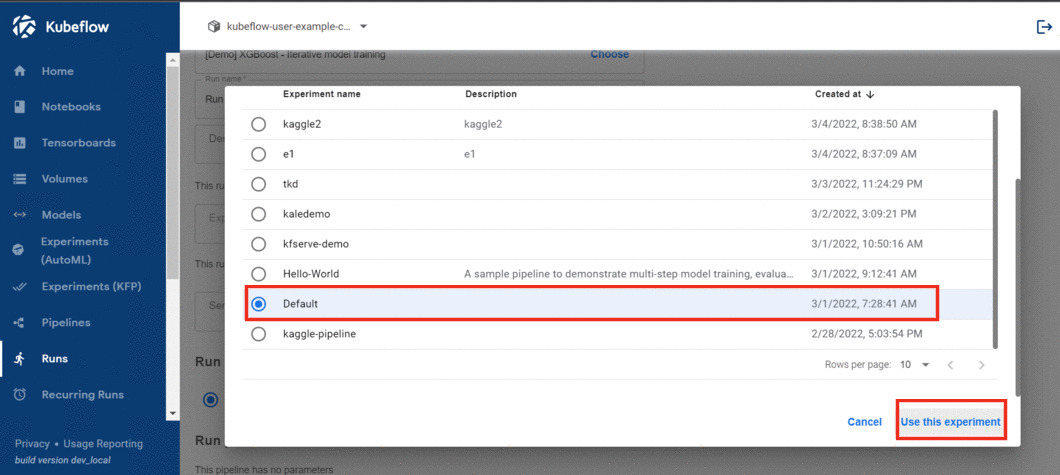 Kubeflow
kubeflow-user-example-c...
Home
Notebooks
Tensorboards
Volumes
Models
Experiments
(AutoML)
Experiments (KFP)
Pipelines
Runs
Recurring Runs
Privacy • Usage Reporting
build version dev_local
[Demo] XGBoost - Iterative model training
Choose
Run name *
Run
De
This ru
Exp
This ru
Se
Run
Run
This pipeline has no parameters
Experiment name Description Created at
kaggle2 kaggle2 3/4/2022, 8:38:50 AM
e1 e1 3/4/2022, 8:37:09 AM
tkd 3/3/2022, 11:24:29 PM
kaledemo 3/2/2022, 3:09:21 PM
kfserve-demo 3/1/2022, 10:50:16 AM
Hello-World A sample pipeline to demonstrate multi-step model training, evalua... 3/1/2022, 9:12:41 AM
Default 3/1/2022, 7:28:41 AM
kaggle-pipeline 2/28/2022, 5:03:54 PM
Rows per page: 10
Cancel Use this experiment